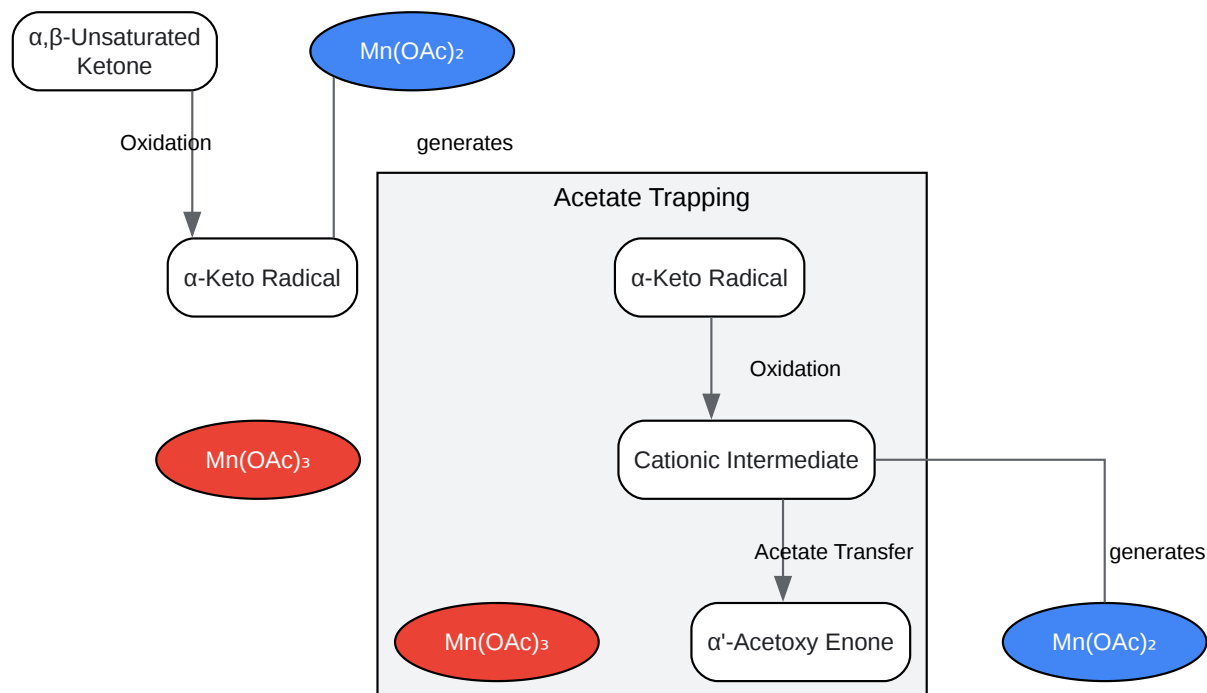 α,β-Unsaturated
Ketone
Mn(OAc)₂
Oxidation
generates
Acetate Trapping
α-Keto Radical
α-Keto Radical
Oxidation
Mn(OAc)₃
Cationic Intermediate
Acetate Transfer
generates
Mn(OAc)₃
α'-Acetoxy Enone
Mn(OAc)₂